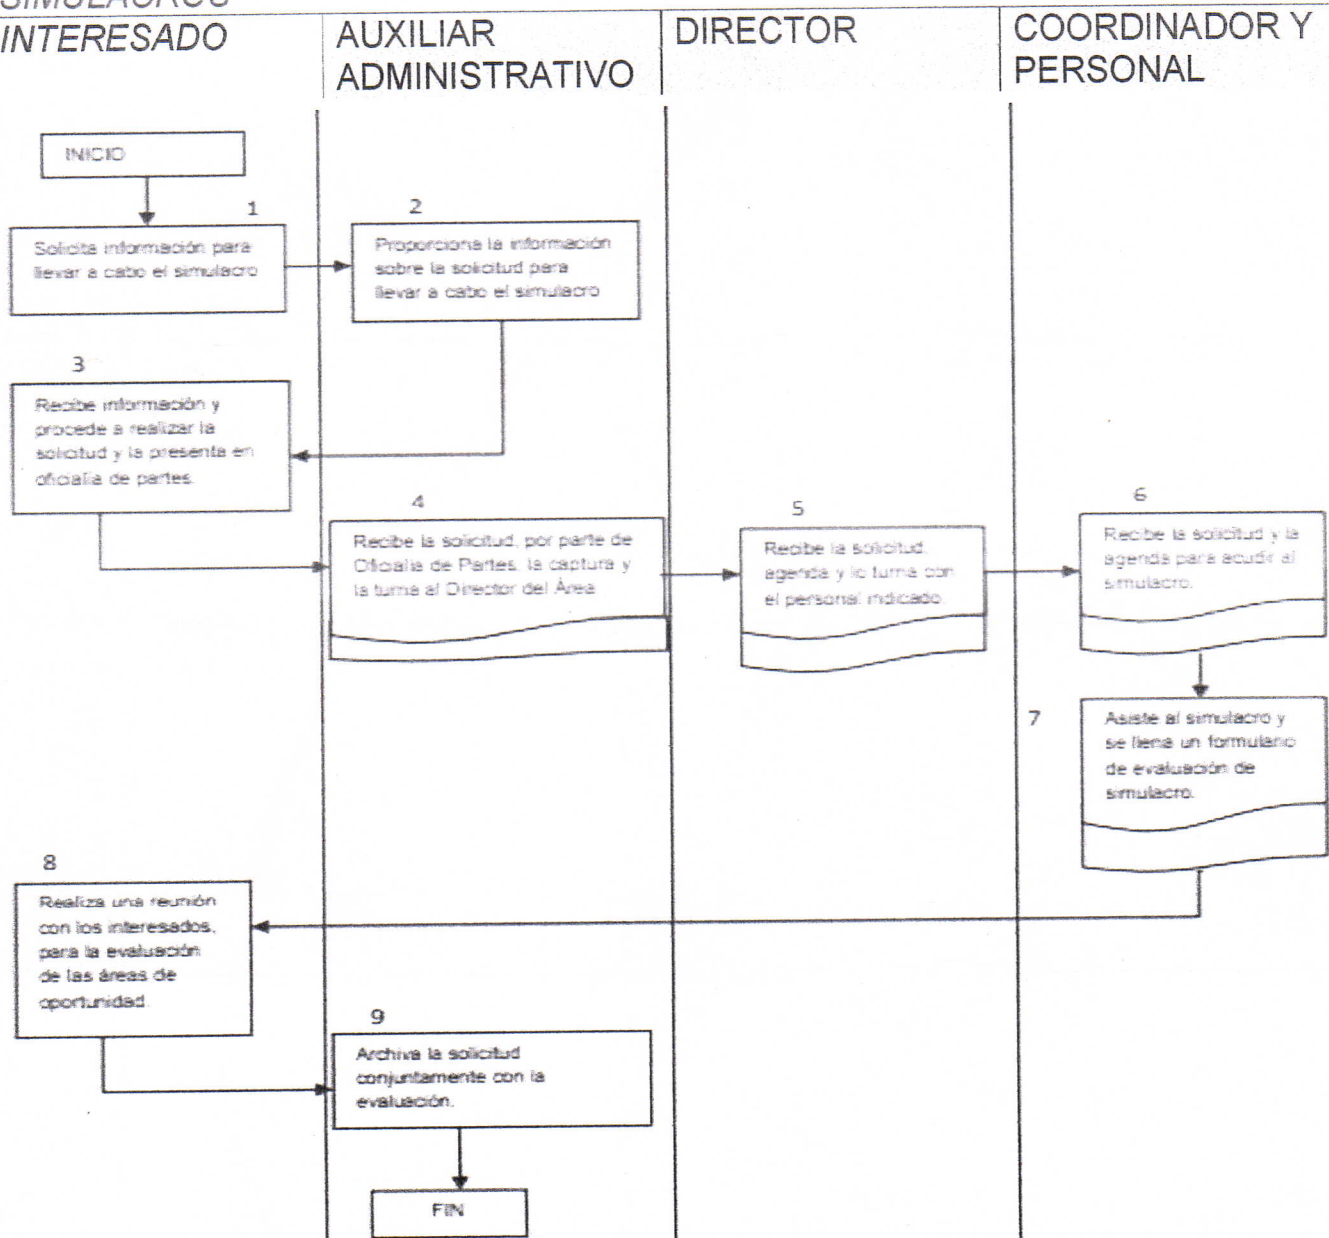 SIMULACROS
INTERESADO
AUXILIAR
ADMINISTRATIVO
DIRECTOR
COORDINADOR Y
PERSONAL
INICIO
1
Solicita información para
llevar a cabo el simulacro
2
Proporciona la información
sobre la solicitud para
llevar a cabo el simulacro
3
Recibe información y
procede a realizar la
solicitud y la presenta en
oficialía de partes.
4
Recibe la solicitud, por parte de
Oficialía de Partes, la captura y
la turna al Director del Área
5
Recibe la solicitud,
agenda y lo turna con
el personal indicado.
6
Recibe la solicitud y la
agenda para acudir al
simulacro.
7
Asiste al simulacro y
se llena un formulario
de evaluación de
simulacro.
8
Realiza una reunión
con los interesados,
para la evaluación
de las áreas de
oportunidad.
9
Archiva la solicitud
conjuntamente con la
evaluación.
FIN